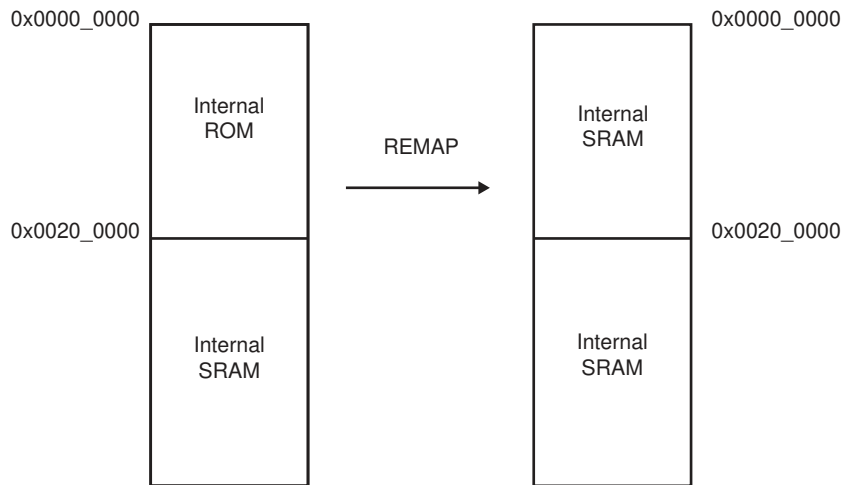 0x0000_0000
0x0000_0000
Internal
ROM
Internal
SRAM
REMAP
0x0020_0000
0x0020_0000
Internal
SRAM
Internal
SRAM